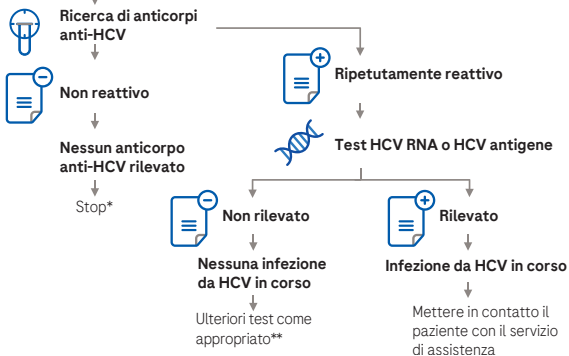 Ricerca di anticorpi
anti-HCV
Non reattivo
Nessun anticorpo
anti-HCV rilevato
Stop*
Ripetutamente reattivo
Test HCV RNA o HCV antigene
Non rilevato
Nessuna infezione
da HCV in corso
Ulteriori test come
appropriato**
Rilevato
Infezione da HCV in corso
Mettere in contatto il
paziente con il servizio
di assistenza